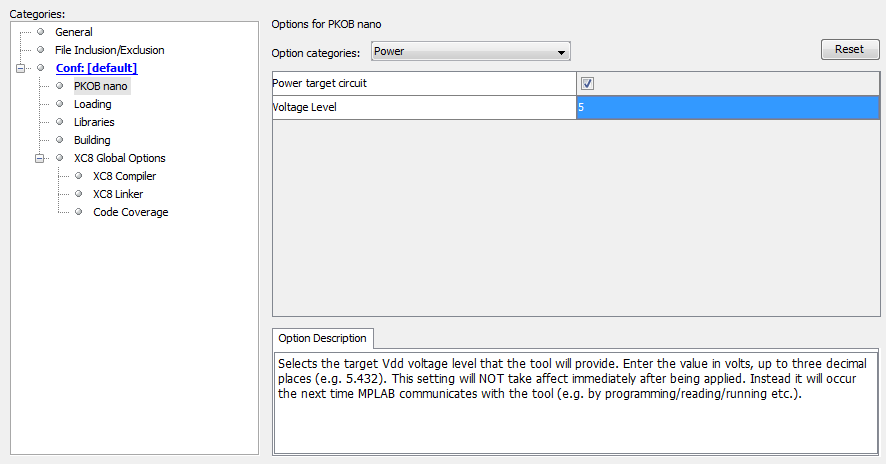 Categories:
General
File Inclusion/Exclusion
Conf: [default]
PKOB nano
Loading
Libraries
Building
XC8 Global Options
XC8 Compiler
XC8 Linker
Code Coverage
Options for PKOB nano
Option categories: Power Reset
Power target circuit
Voltage Level 5
Option Description
Selects the target Vdd voltage level that the tool will provide. Enter the value in volts, up to three decimal
places (e.g. 5.432). This setting will NOT take affect immediately after being applied. Instead it will occur
the next time MPLAB communicates with the tool (e.g. by programming/reading/running etc.).